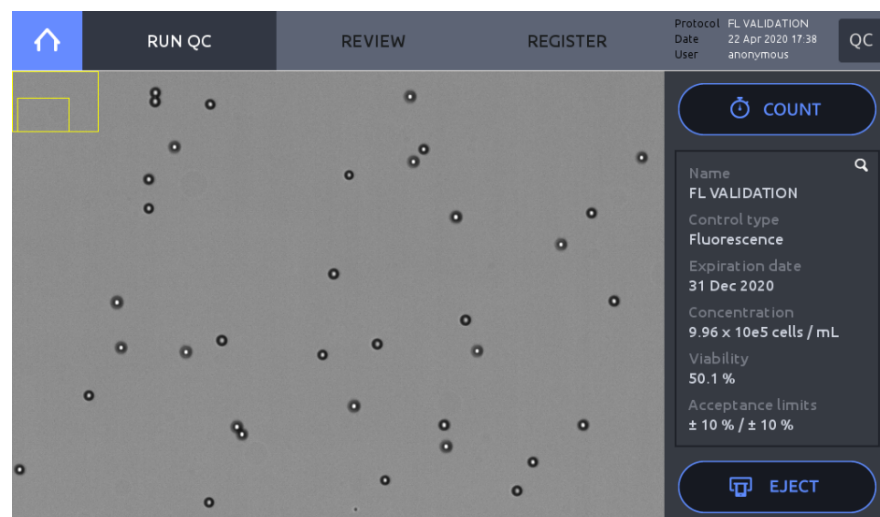 RUN QC
REVIEW
REGISTER
Protocol FL VALIDATION
Date 22 Apr 2020 17:38
User anonymous
QC
COUNT
Name
FL VALIDATION
Control type
Fluorescence
Expiration date
31 Dec 2020
Concentration
9.96 x 10e5 cells / mL
Viability
50.1 %
Acceptance limits
± 10 % / ± 10 %
EJECT